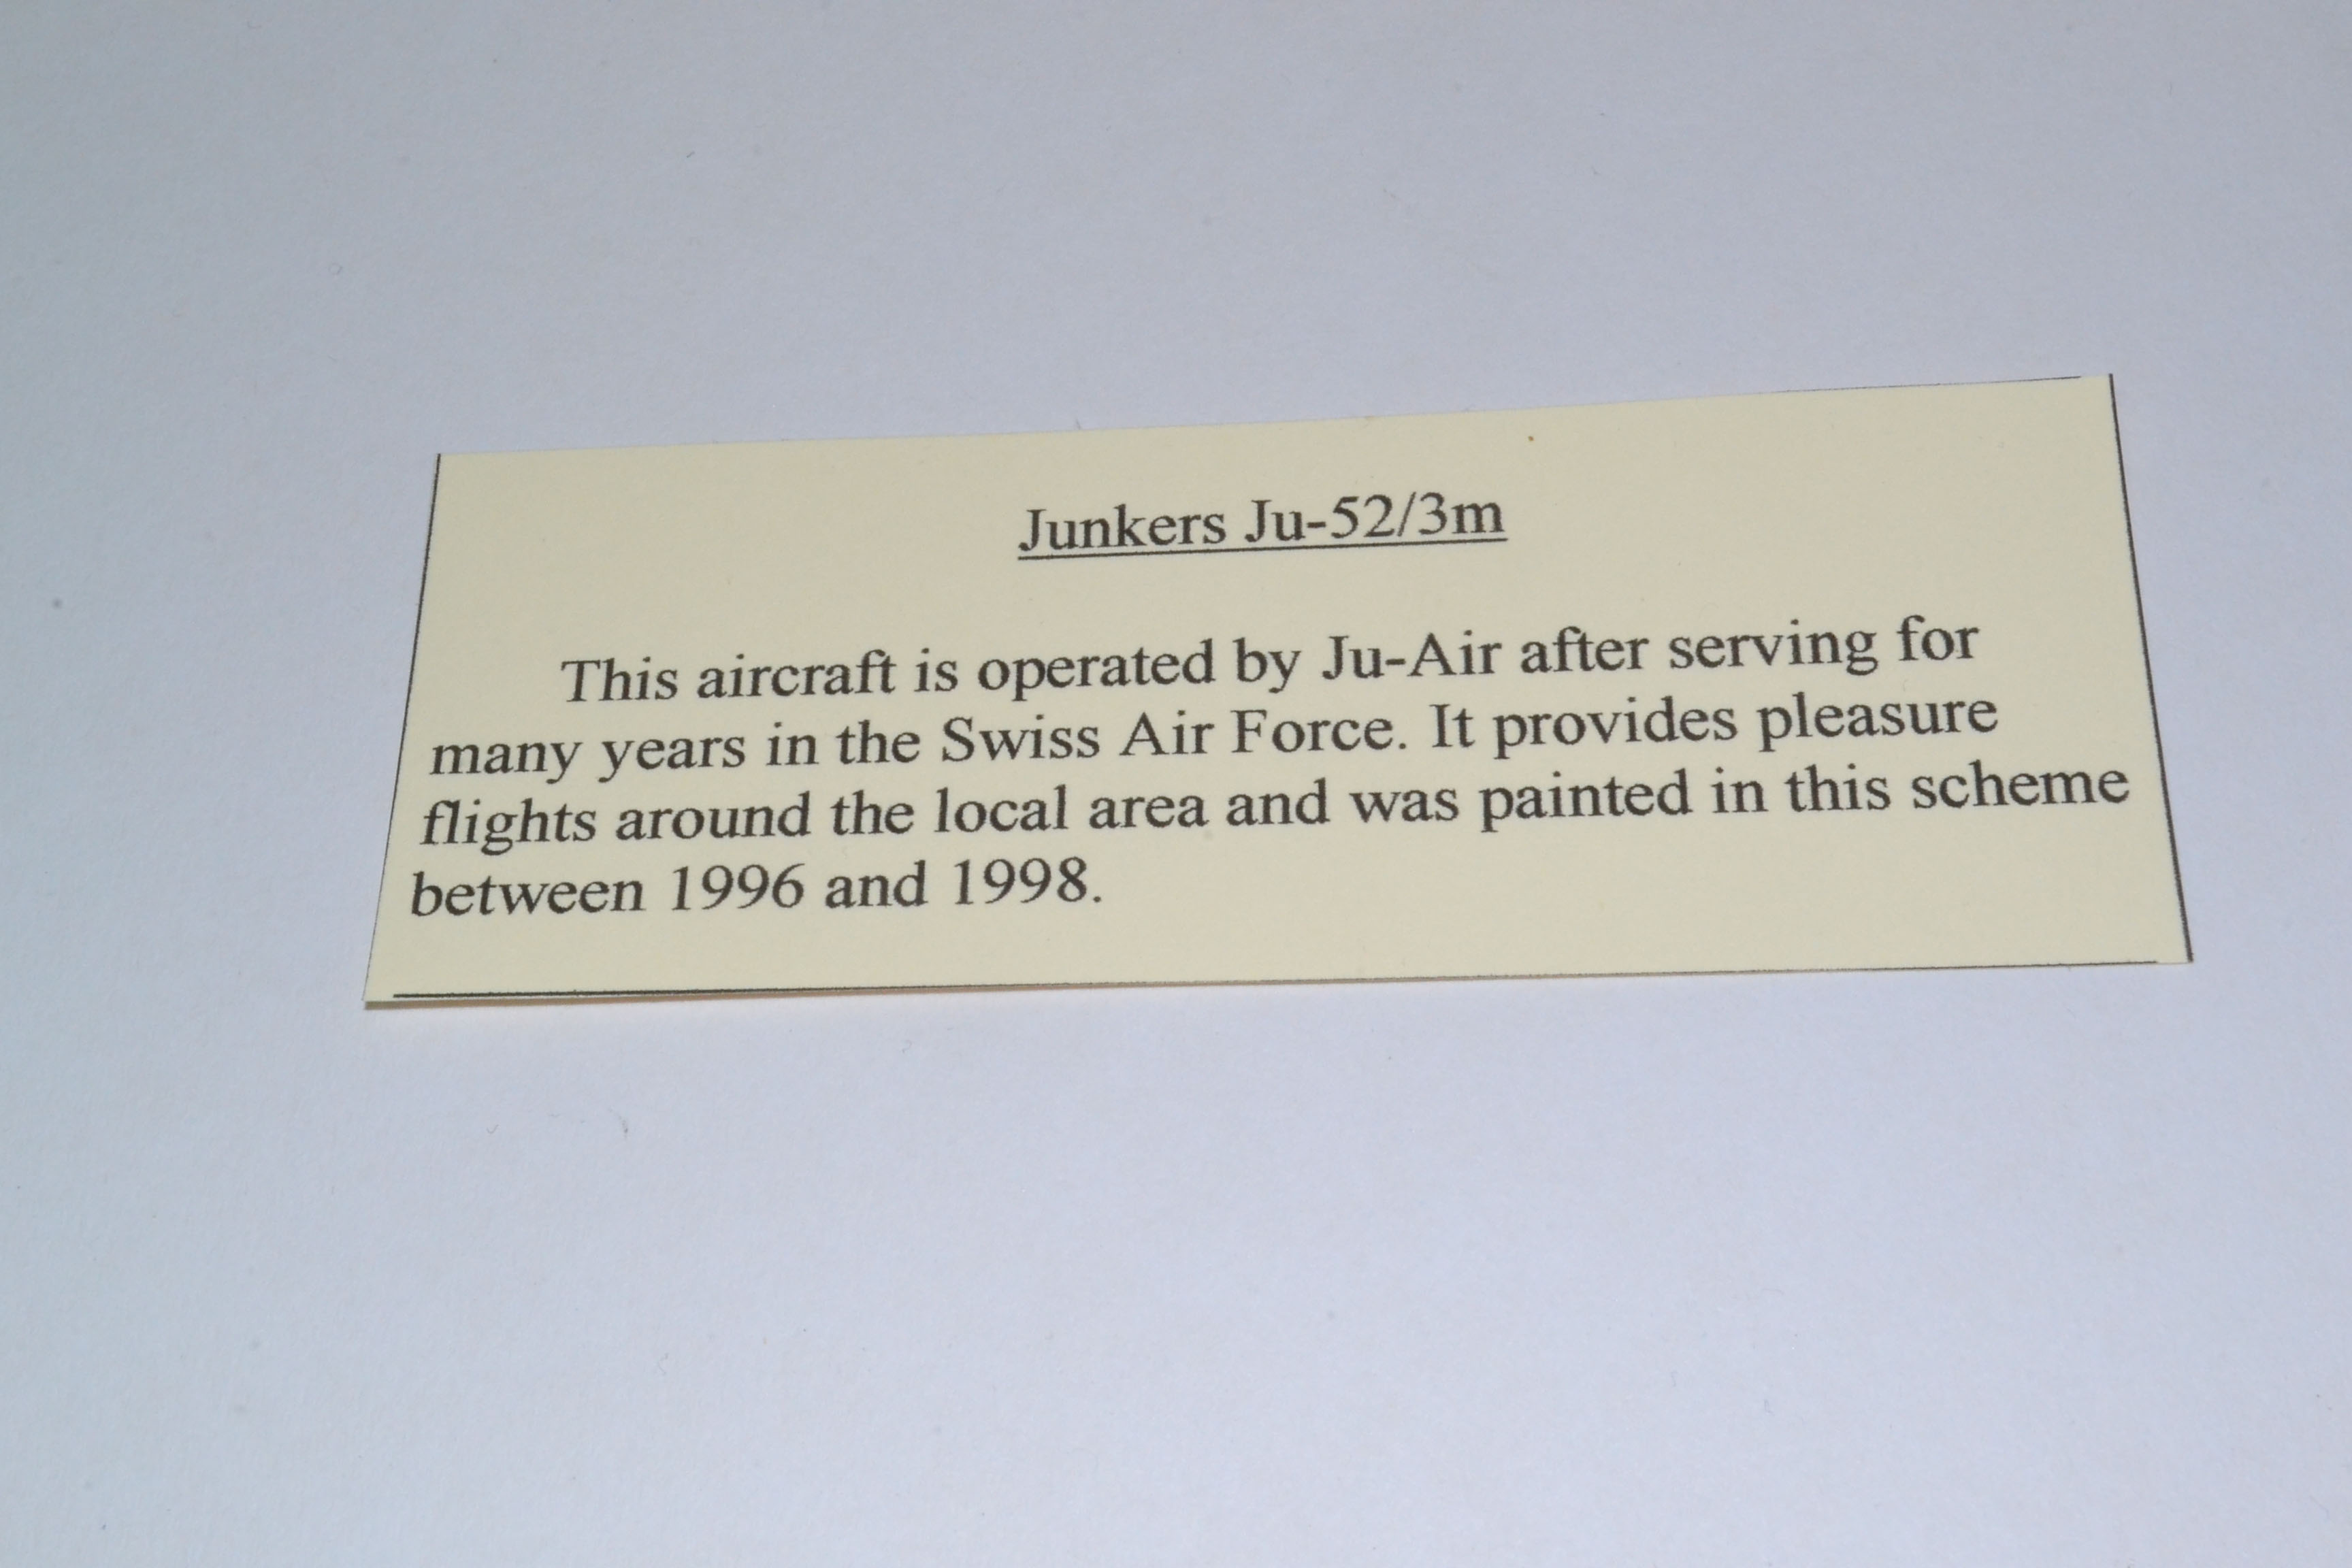 Junkers Ju-52/3m
This aircraft is operated by Ju-Air after serving for
many years in the Swiss Air Force. It provides pleasure
flights around the local area and was painted in this scheme
between 1996 and 1998.